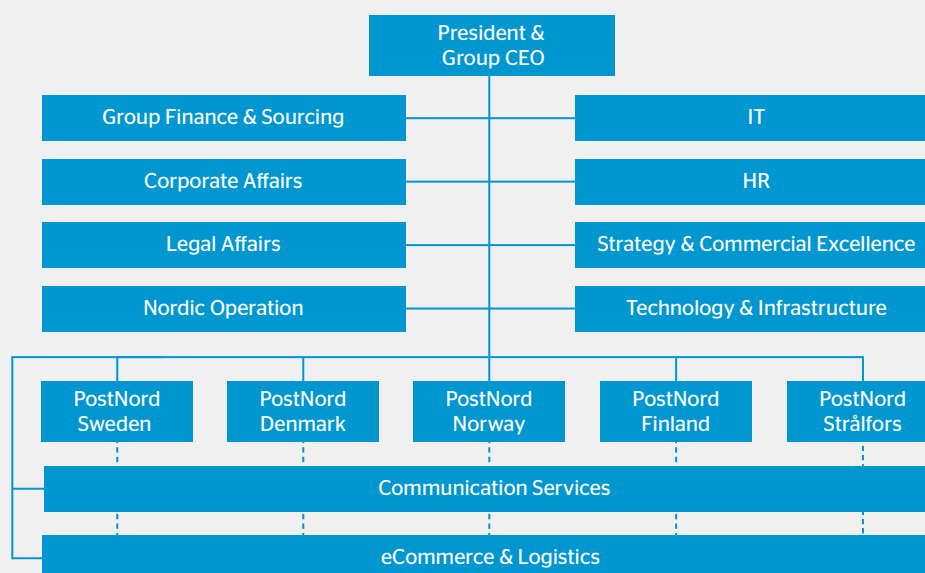 President &
Group CEO
Group Finance & Sourcing
IT
Corporate Affairs
HR
Legal Affairs
Strategy & Commercial Excellence
Nordic Operation
Technology & Infrastructure
PostNord
Sweden
PostNord
Denmark
PostNord
Norway
PostNord
Finland
PostNord
Strålfors
Communication Services
eCommerce & Logistics